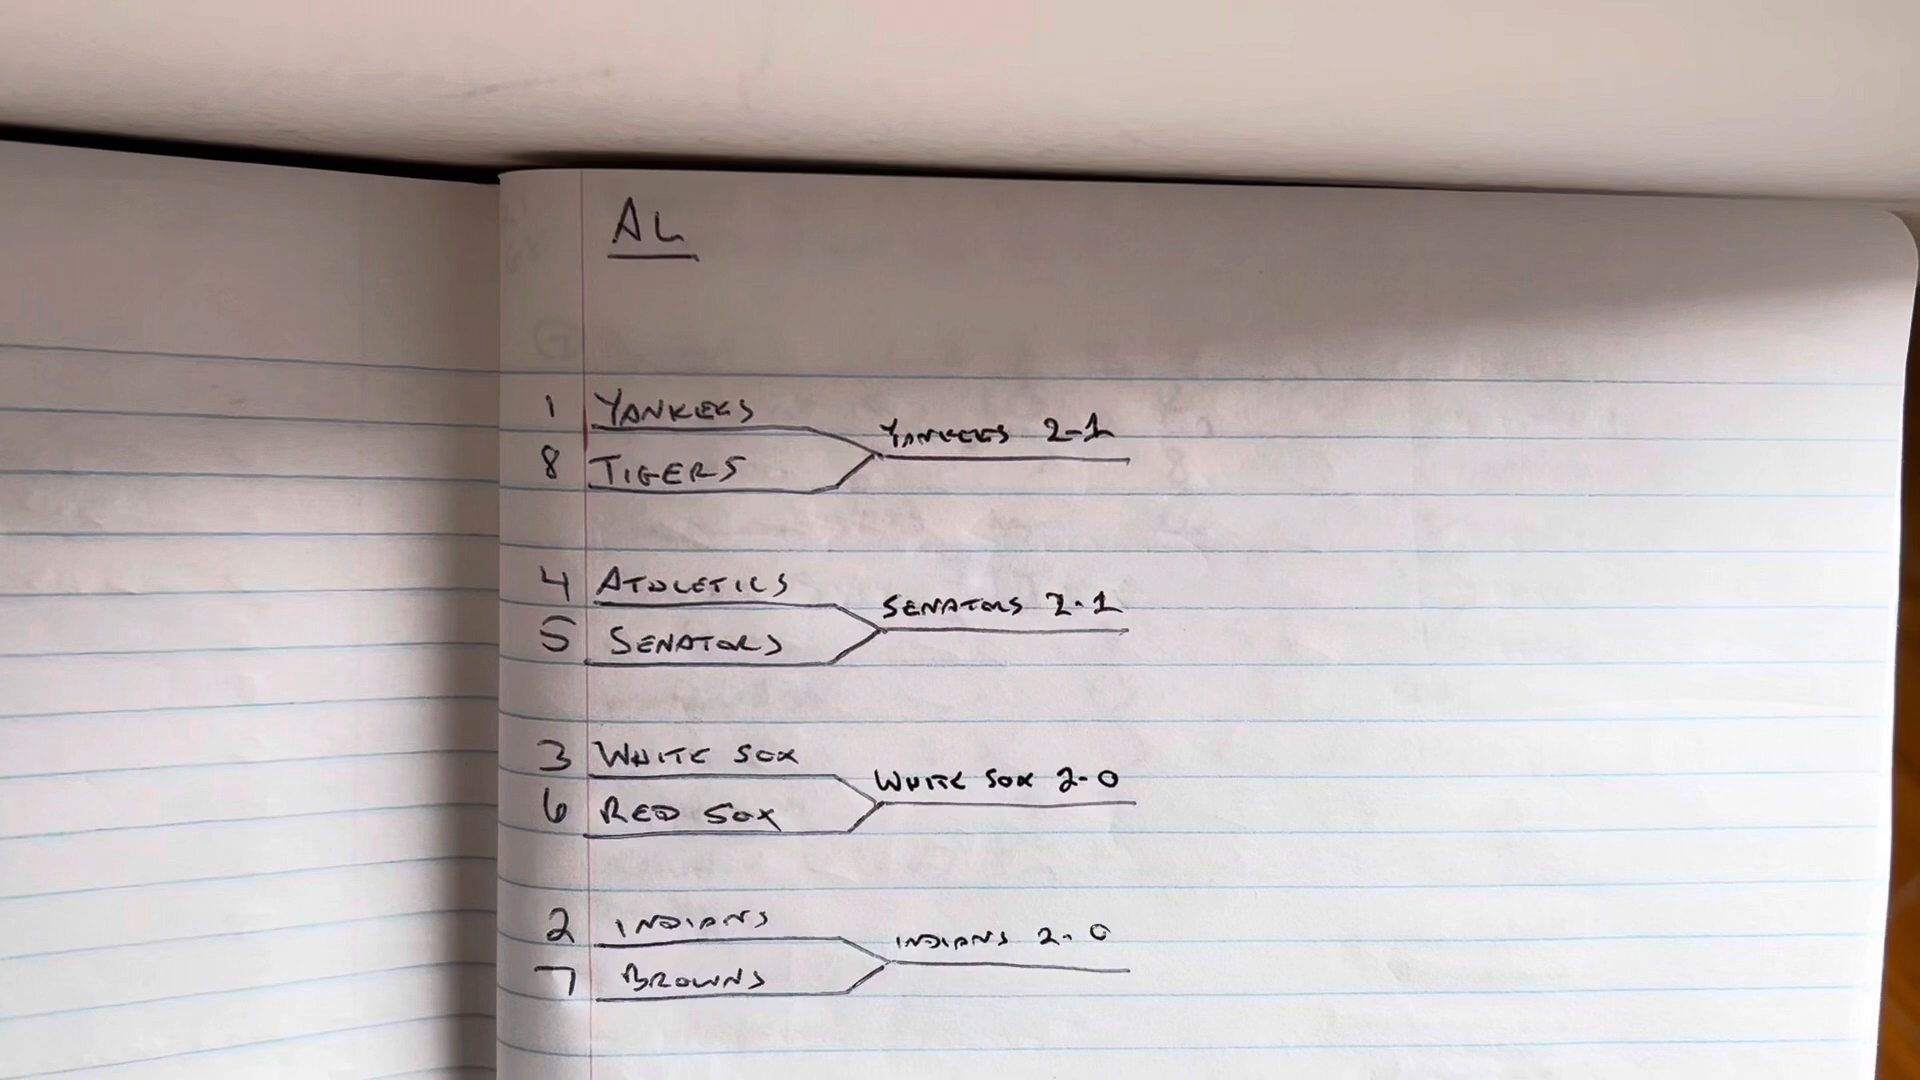 AL
1 YANKEES
YANKEES 2-1
8 TIGERS
4 ATHLETICS
SENATORS 2-1
5 SENATORS
3 WHITE SOX
WHITE SOX 2-0
6 RED SOX
2 INDIANS
INDIANS 2-0
7 BROWNS